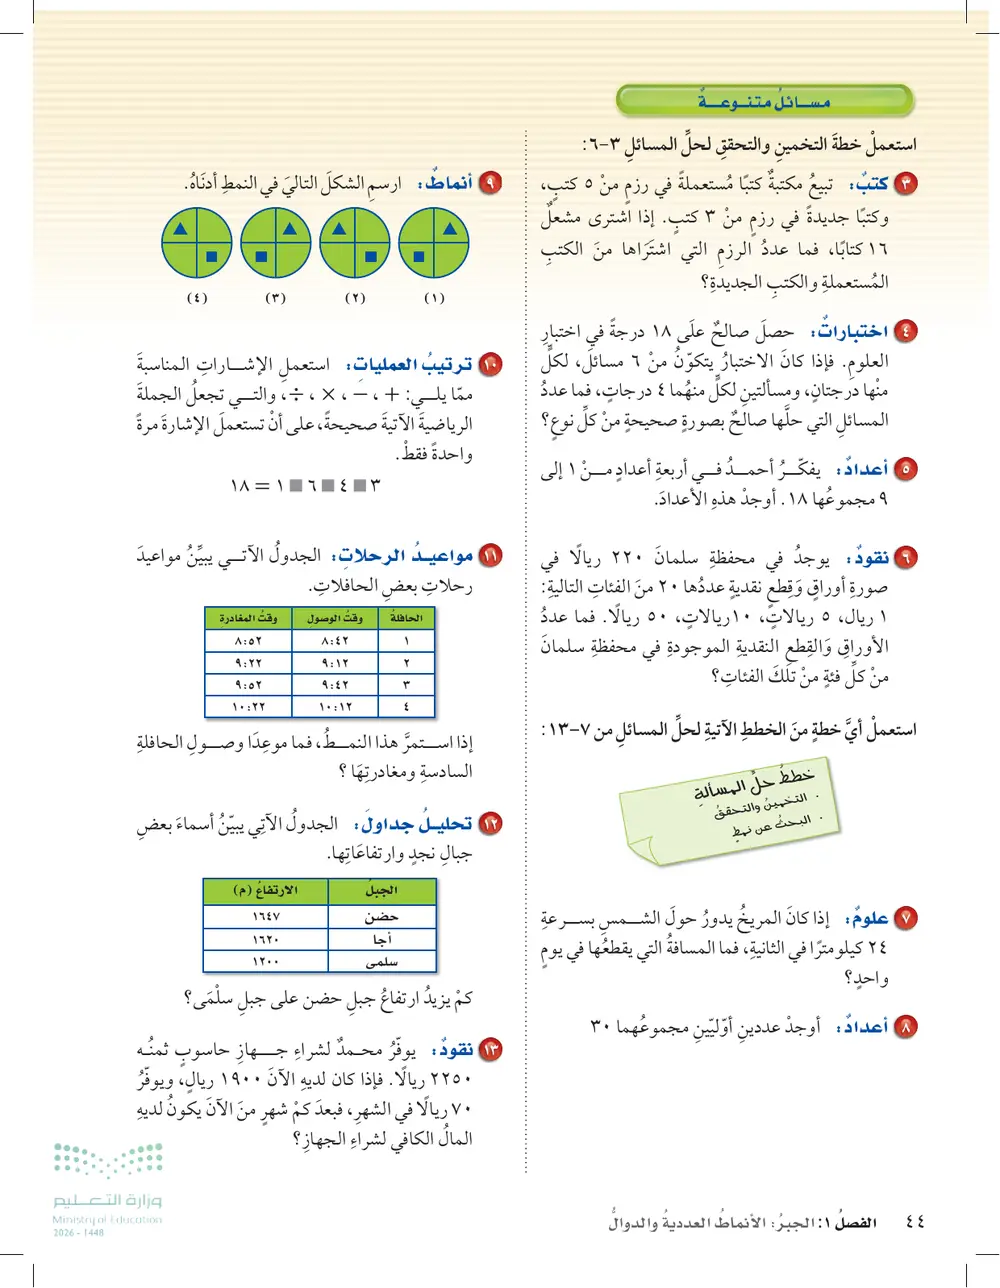 مسائلُ متنوعةٌ
استعملْ خطةَ التخمينِ والتحققِ لحلِّ المسائلِ ٣-٦:
٣ كتبٌ: تبيعُ مكتبةٌ كتبًا مُستعملةً في رزمٍ منْ ٥ كتبٍ،
وكتبًا جديدةً في رزمٍ منْ ٣ كتبٍ. إذا اشترى مشعلٌ
١٦ كتابًا، فما عددُ الرزمِ التي اشتَرَاها منَ الكتبِ
المُستعملةِ والكتبِ الجديدةِ؟
٤ اختباراتٌ: حصلَ صالحٌ علَى ١٨ درجةً في اختبارِ
العلومِ. فإذا كانَ الاختبارُ يتكوّنُ منْ ٦ مسائلَ، لكلٍّ
منْها درجتانِ، ومسألتينِ لكلٍّ منهُما ٤ درجاتٍ، فما عددُ
المسائلِ التي حلَّها صالحٌ بصورةٍ صحيحةٍ منْ كلِّ نوعٍ؟
٥ أعدادٌ: يفكّرُ أحمدُ في أربعةِ أعدادٍ منْ ١ إلى
٩ مجموعُها ١٨. أوجدْ هذهِ الأعدادَ.
٦ نقودٌ: يوجدُ في محفظةِ سلمانَ ٢٢٠ ريالًا في
صورةِ أوراقٍ وَقِطعٍ نقديةٍ عددُها ٢٠ منَ الفئاتِ التاليةِ:
١ ريال، ٥ ريالاتٍ، ١٠ريالاتٍ، ٥٠ ريالًا. فما عددُ
الأوراقِ وَالقِطعِ النقديةِ الموجودةِ في محفظةِ سلمانَ
منْ كلِّ فئةٍ منْ تلكَ الفئاتِ؟
استعملْ أيَّ خطةٍ منَ الخططِ الآتيةِ لحلِّ المسائلِ من ٧-١٣:
خططُ حلِّ المسألةِ
· التخمينُ والتحققُ
· البحثُ عن نمطٍ
٧ علومٌ: إذا كانَ المريخُ يدورُ حولَ الشمسِ بسرعةِ
٢٤ كيلومترًا في الثانيةِ، فما المسافةُ التي يقطعُها في يومٍ
واحدٍ؟
٨ أعدادٌ: أوجدْ عددينِ أوّليّينِ مجموعُهما ٣٠
٩ أنماطٌ: ارسمِ الشكلَ التاليَ في النمطِ أدنَاهُ.
(١) (٢) (٣) (٤)
١٠ ترتيبُ العملياتِ: استعملِ الإشاراتِ المناسبةَ
ممّا يلي: + ، − ، × ، ÷، والتي تجعلُ الجملةَ
الرياضيةَ الآتيةَ صحيحةً، على أنْ تستعملَ الإشارةَ مرةً
واحدةً فقطْ.
٣ ■ ٤ ■ ٦ ■ ١ = ١٨
١١ مواعيدُ الرحلاتِ: الجدولُ الآتي يبيِّنُ مواعيدَ
رحلاتِ بعضِ الحافلاتِ.
الحافلة وقتُ الوصول وقتُ المغادرة
١ ٨:٤٢ ٨:٥٢
٢ ٩:١٢ ٩:٢٢
٣ ٩:٤٢ ٩:٥٢
٤ ١٠:١٢ ١٠:٢٢
إذا استمرَّ هذا النمطُ، فما موعِدَا وصولِ الحافلةِ
السادسةِ ومغادرتِهَا ؟
١٢ تحليلُ جداولَ: الجدولُ الآتِي يبيّنُ أسماءَ بعضِ
جبالِ نجدٍ وارتفاعَاتِها.
الجبل الارتفاعُ (م)
حضن ١٦٤٧
أجا ١٦٢٠
سلمى ١٢٠٠
كمْ يزيدُ ارتفاعُ جبلِ حضن على جبلِ سلْمَى؟
١٣ نقودٌ: يوفّرُ محمدٌ لشراءِ جهازِ حاسوبٍ ثمنُه
٢٢٥٠ ريالًا. فإذا كان لديهِ الآنَ ١٩٠٠ ريالٍ، ويوفّرُ
٧٠ ريالًا في الشهرِ، فبعدَ كمْ شهرٍ منَ الآنَ يكونُ لديهِ
المالُ الكافي لشراءِ الجهازِ؟
وزارة التعليم
Ministry of Education
2026 - 1448
٤٤ الفصلُ ١: الجبرُ: الأنماطُ العدديةُ والدوالُّ